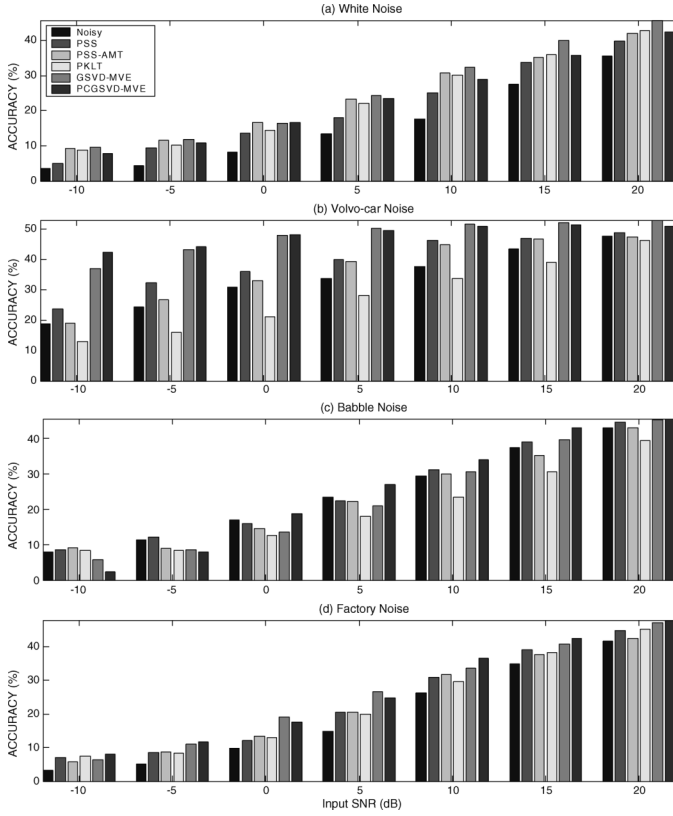 (a) White Noise
Noisy
PSS
PSS-AMT
PKLT
GSVD-MVE
PCGSVD-MVE
ACCURACY (%)
40
30
20
10
0
-10 -5 0 5 10 15 20
(b) Volvo-car Noise
ACCURACY (%)
50
40
30
20
10
0
-10 -5 0 5 10 15 20
(c) Babble Noise
ACCURACY (%)
40
30
20
10
0
-10 -5 0 5 10 15 20
(d) Factory Noise
ACCURACY (%)
40
30
20
10
0
-10 -5 0 5 10 15 20
Input SNR (dB)